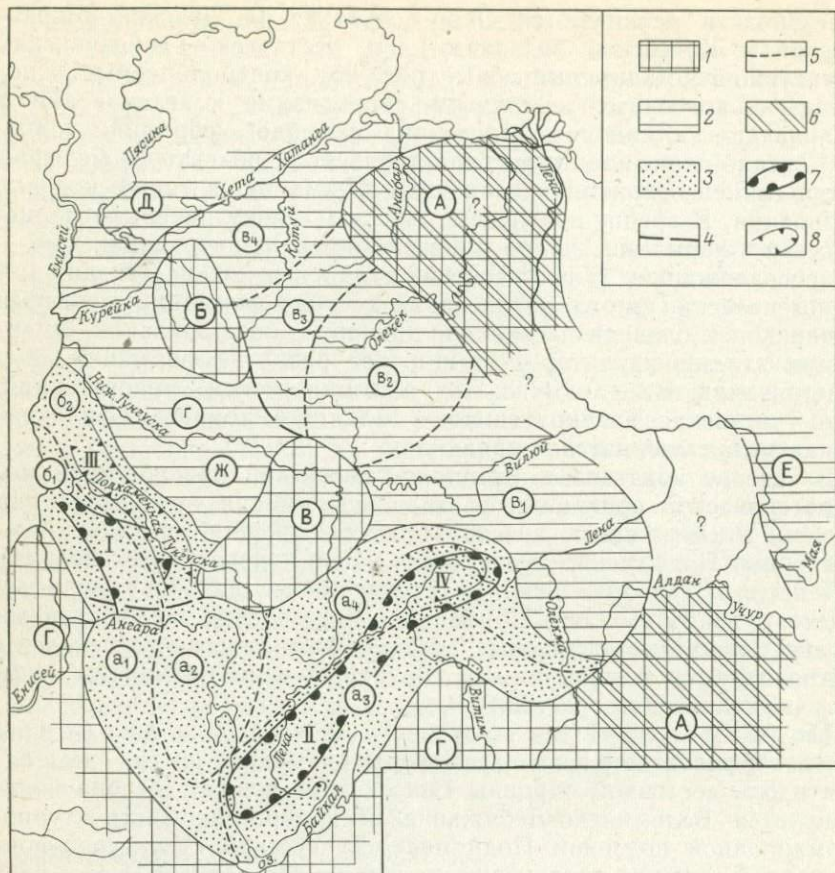 1
5
2
6
3
7
4
8
Пясина
Хатанга
Хета
Котуй
Анабар
Лена
А
?
Д
в₄
Енисей
Курейка
Б
в₃
Оленек
в₂
?
б₂
Ниж. Тунгуска
г
Ж
В
Вилюй
в₁
Е
?
III
б₁
Подкаменная Тунгуска
I
Лена
Мая
Алдан
Учур
IV
а₄
Олёкма
Ангара
Г
а₁
а₂
Енисей
а₃
Витим
Г
А
Лена
II
оз. Байкал